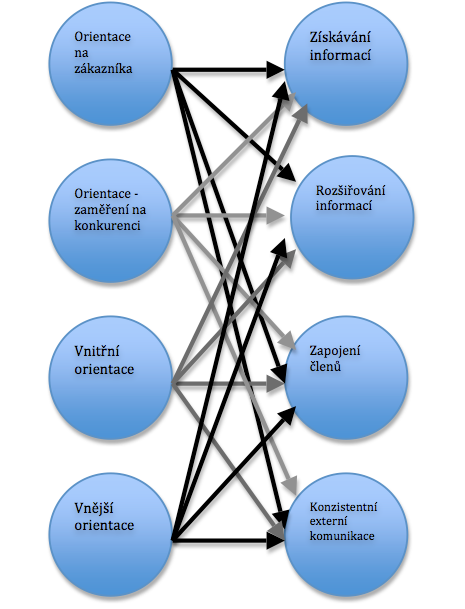 Orientace
na
zákazníka
Získávání
informací
Orientace -
zaměření na
konkurenci
Rozšiřování
informací
Vnitřní
orientace
Zapojení
členů
Vnější
orientace
Konzistentní
externí
komunikace